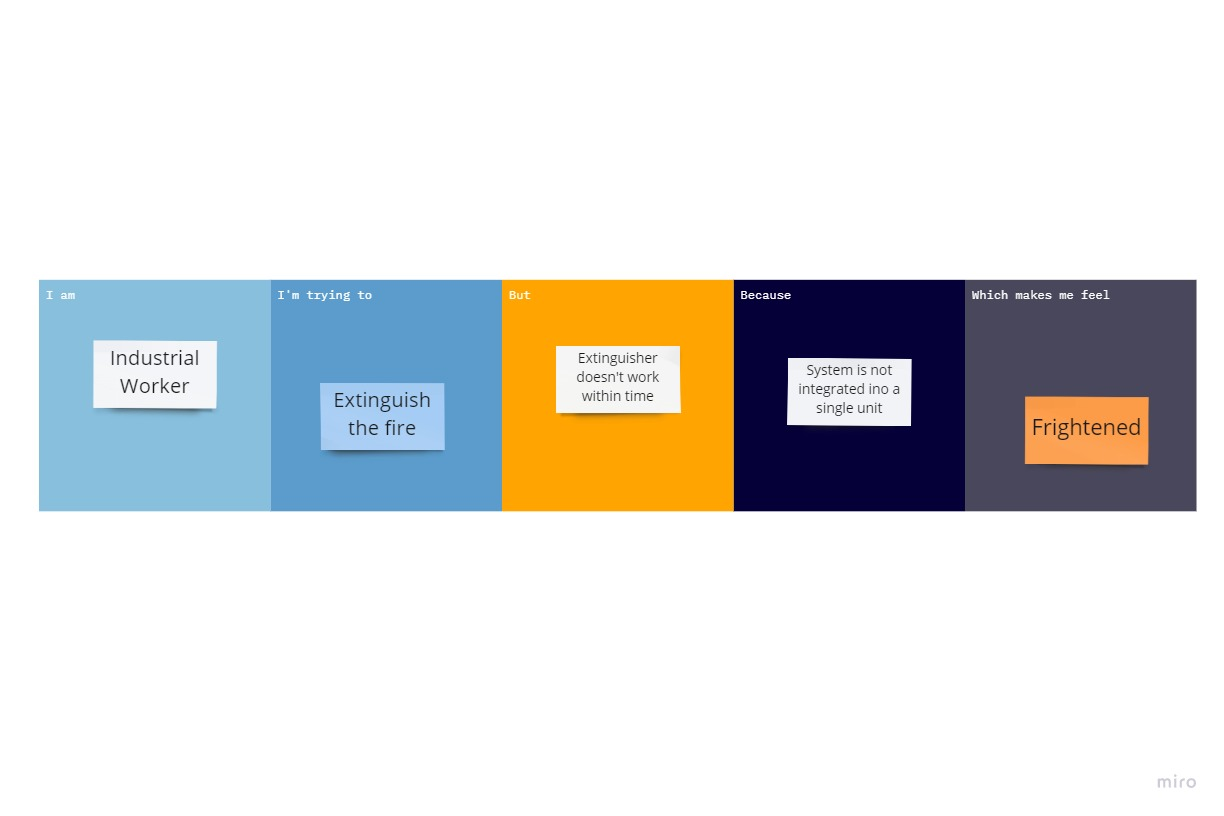 I am
Industrial
Worker
I'm trying to
Extinguish
the fire
But
Extinguisher
doesn't work
within time
Because
System is not
integrated ino a
single unit
Which makes me feel
Frightened
miro